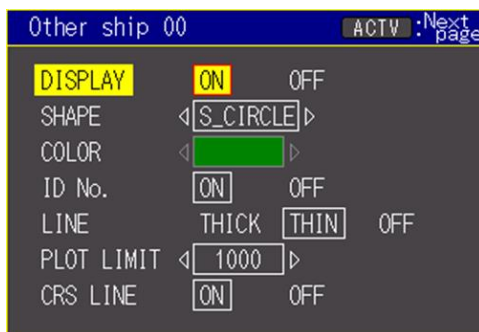 Other ship 00 ACTV :Next page
DISPLAY ON OFF
SHAPE S_CIRCLE
COLOR
ID No. ON OFF
LINE THICK THIN OFF
PLOT LIMIT 1000
CRS LINE ON OFF